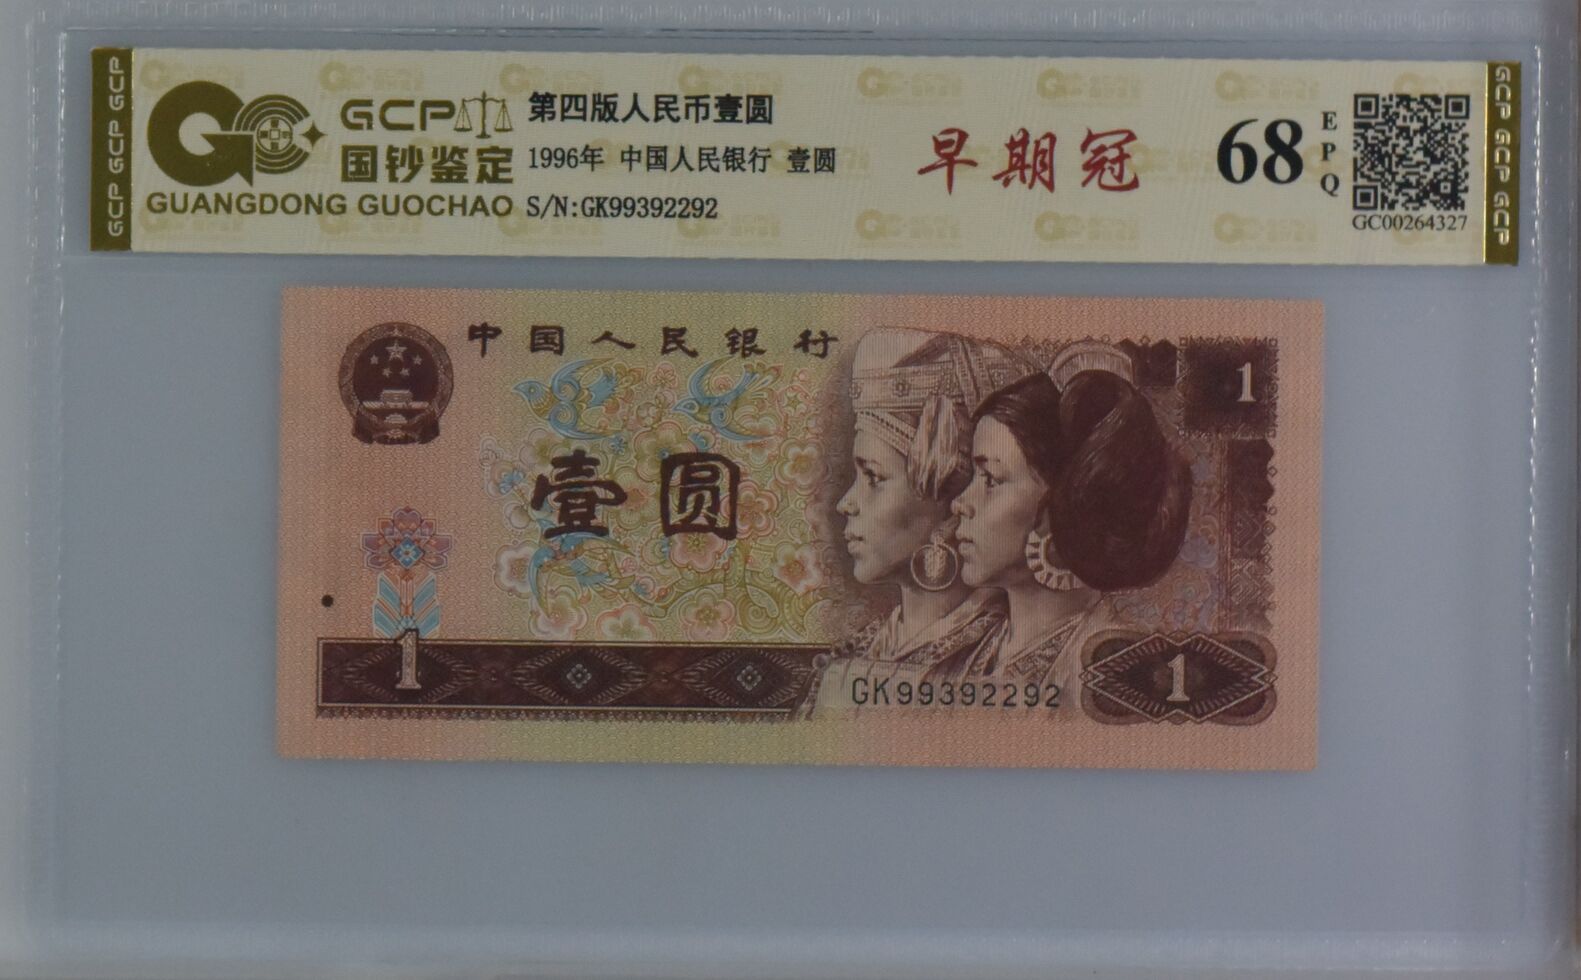 GCP GCP GCP
GCP
国钞鉴定
GUANGDONG GUOCHAO
第四版人民币壹圆
1996年 中国人民银行 壹圆
S/N:GK99392292
早期冠
68
EPQ
GC00264327
GCP GCP GCP
中国人民银行
1
壹圆
1
GK99392292
1